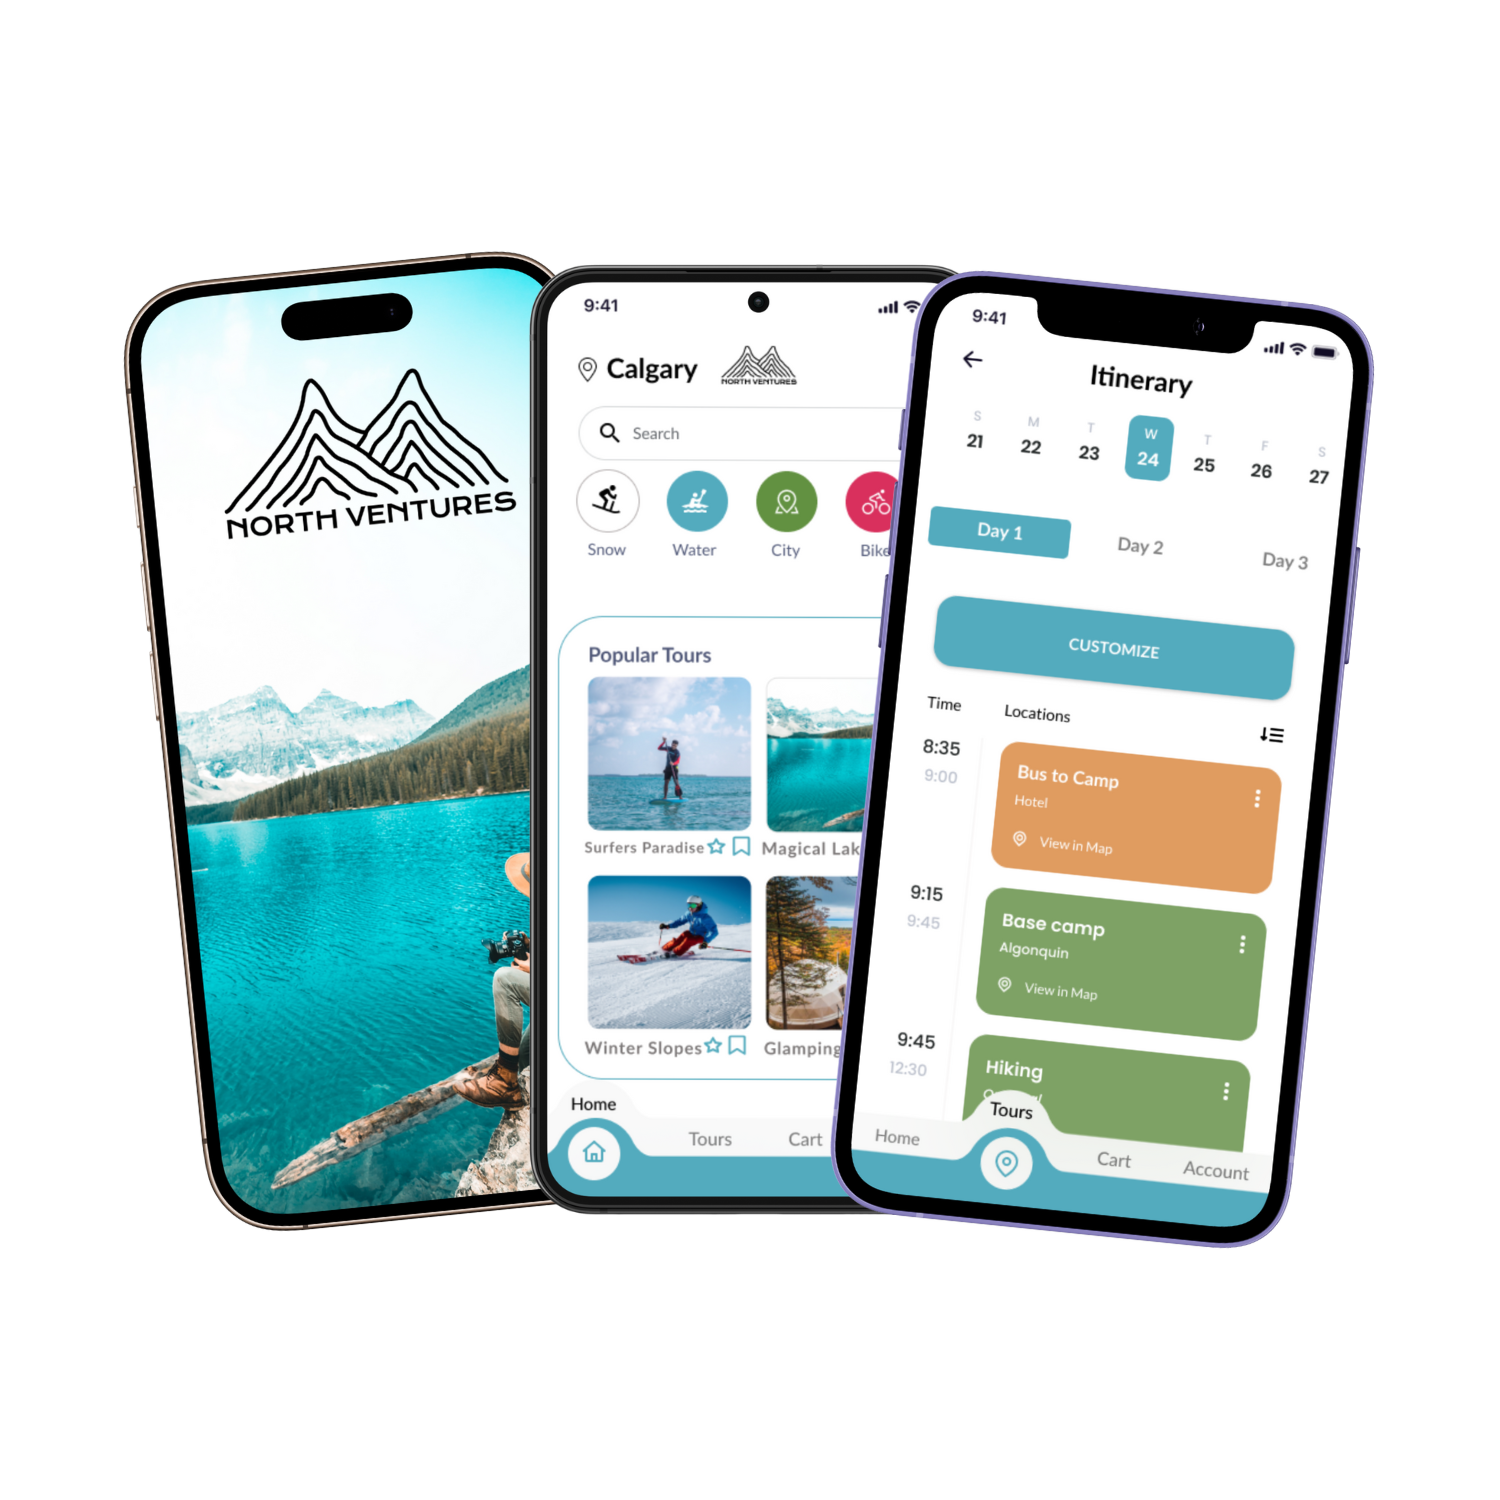 NORTH VENTURES
9:41
Calgary
NORTH VENTURES
Search
Snow Water City Bike
Popular Tours
Surfers Paradise Magical Lak
Winter Slopes Glamping
Home
Tours Cart
9:41
Itinerary
S M T W T F S
21 22 23 24 25 26 27
Day 1 Day 2 Day 3
CUSTOMIZE
Time Locations
8:35
9:00
Bus to Camp
Hotel
View in Map
9:15
9:45
Base camp
Algonquin
View in Map
9:45
12:30
Hiking
Tours
Home
Cart
Account